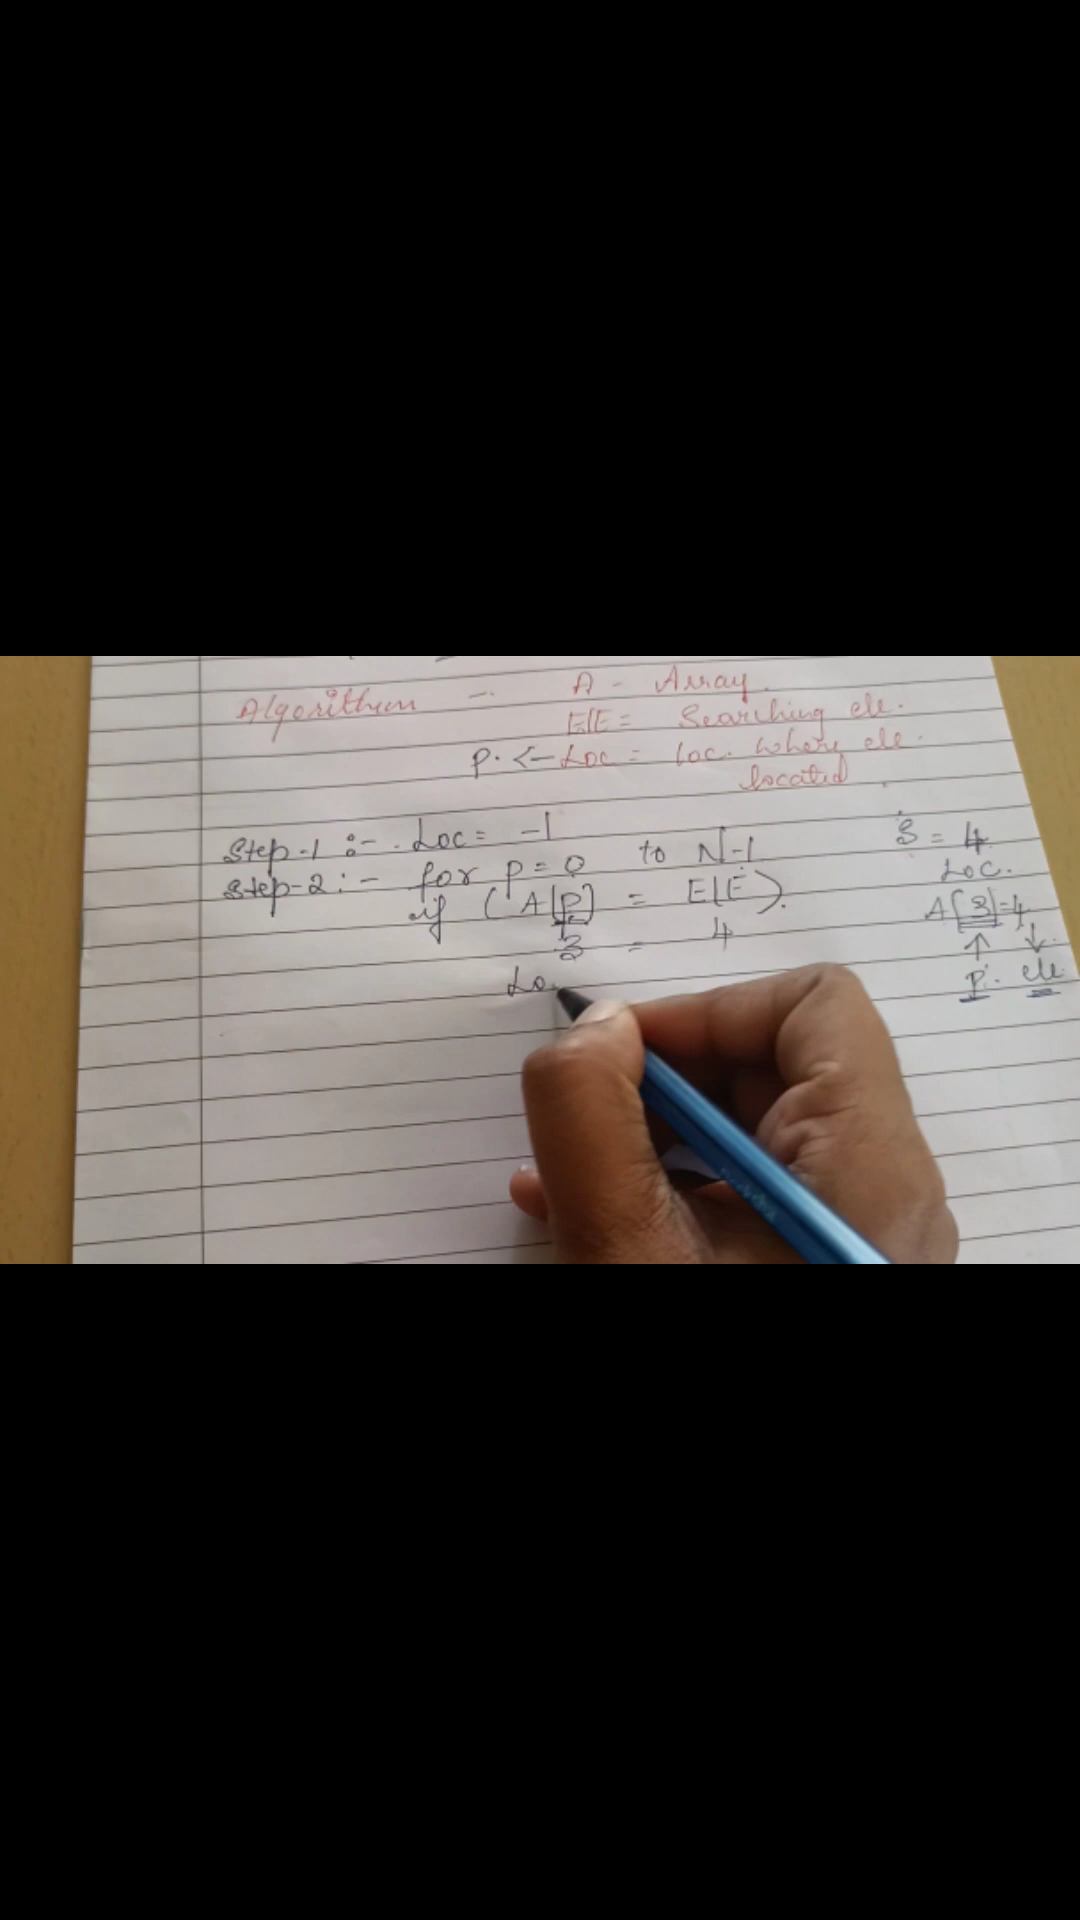 Algorithm - A - Array.
ELE = Searching ele.
P. <- Loc = loc. where ele.
located
Step-1 :- Loc = -1
Step-2 :- for P = 0 to N-1
if (A[P] = ELE).
3 = 4
Lo
3 = 4
Loc.
A[3]=4
↑ ↓
P. ele